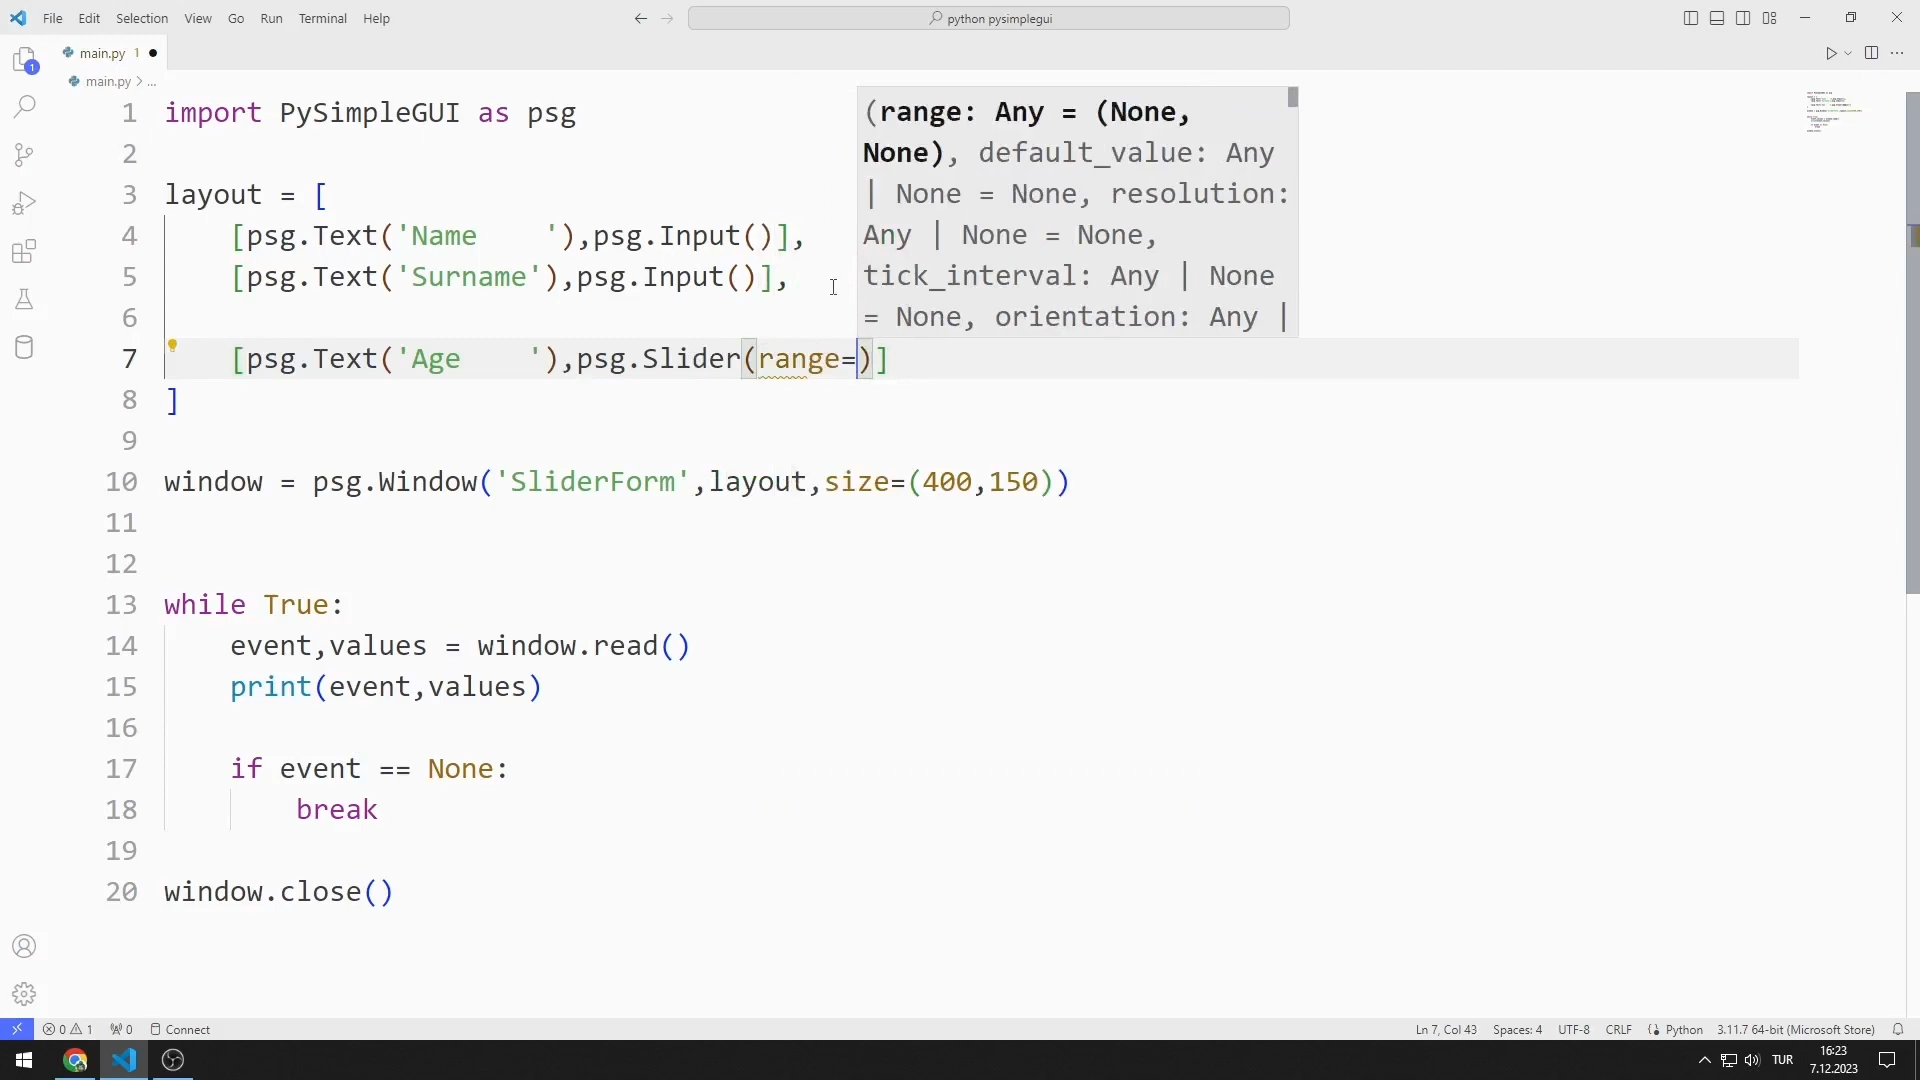 File Edit Selection View Go Run Terminal Help
python pysimplegui
main.py 1
main.py > ...
1 import PySimpleGUI as psg
2
3 layout = [
4 [psg.Text('Name    '),psg.Input()],
5 [psg.Text('Surname'),psg.Input()],
6
7 [psg.Text('Age    '),psg.Slider(range=)]
8 ]
9
10 window = psg.Window('SliderForm',layout,size=(400,150))
11
12
13 while True:
14 event,values = window.read()
15 print(event,values)
16
17 if event == None:
18 break
19
20 window.close()
(range: Any = (None,
None), default_value: Any
| None = None, resolution:
Any | None = None,
tick_interval: Any | None
= None, orientation: Any |
1
0 1 0 Connect
Ln 7, Col 43 Spaces: 4 UTF-8 CRLF Python 3.11.7 64-bit (Microsoft Store)
TUR
16:23
7.12.2023